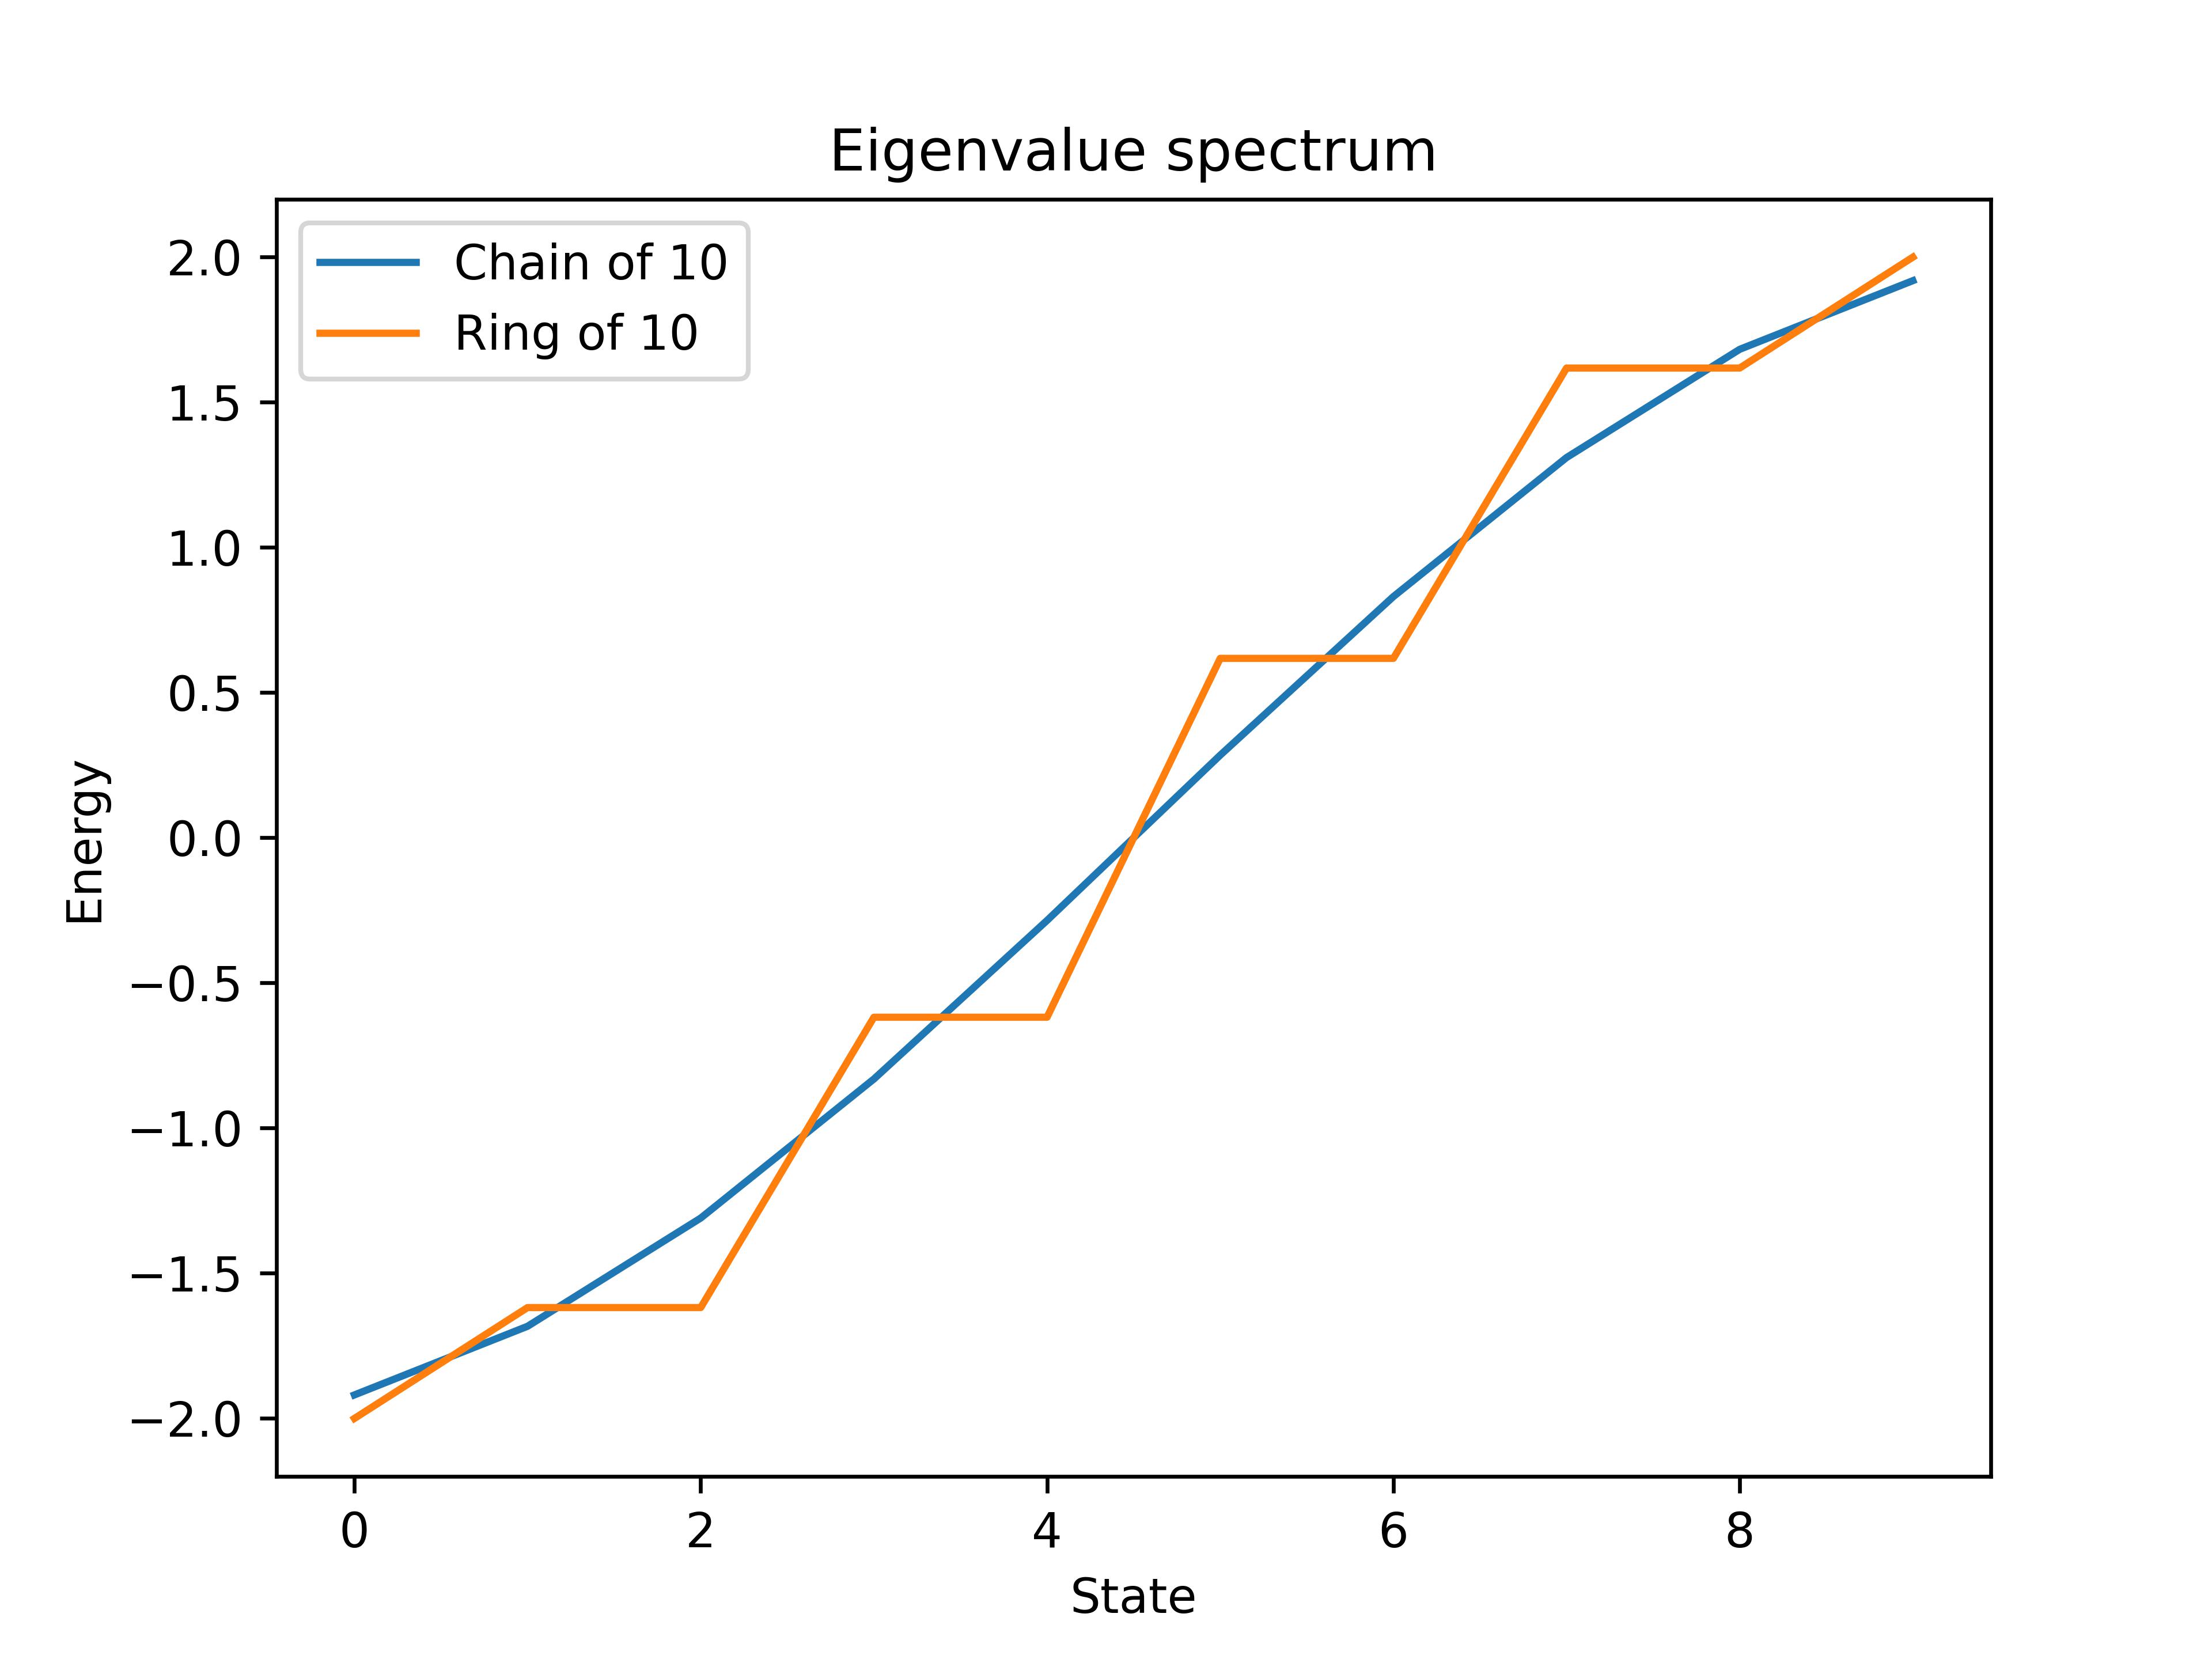 Eigenvalue spectrum
Chain of 10
Ring of 10
2.0
1.5
1.0
0.5
0.0
−0.5
−1.0
−1.5
−2.0
Energy
0 2 4 6 8
State